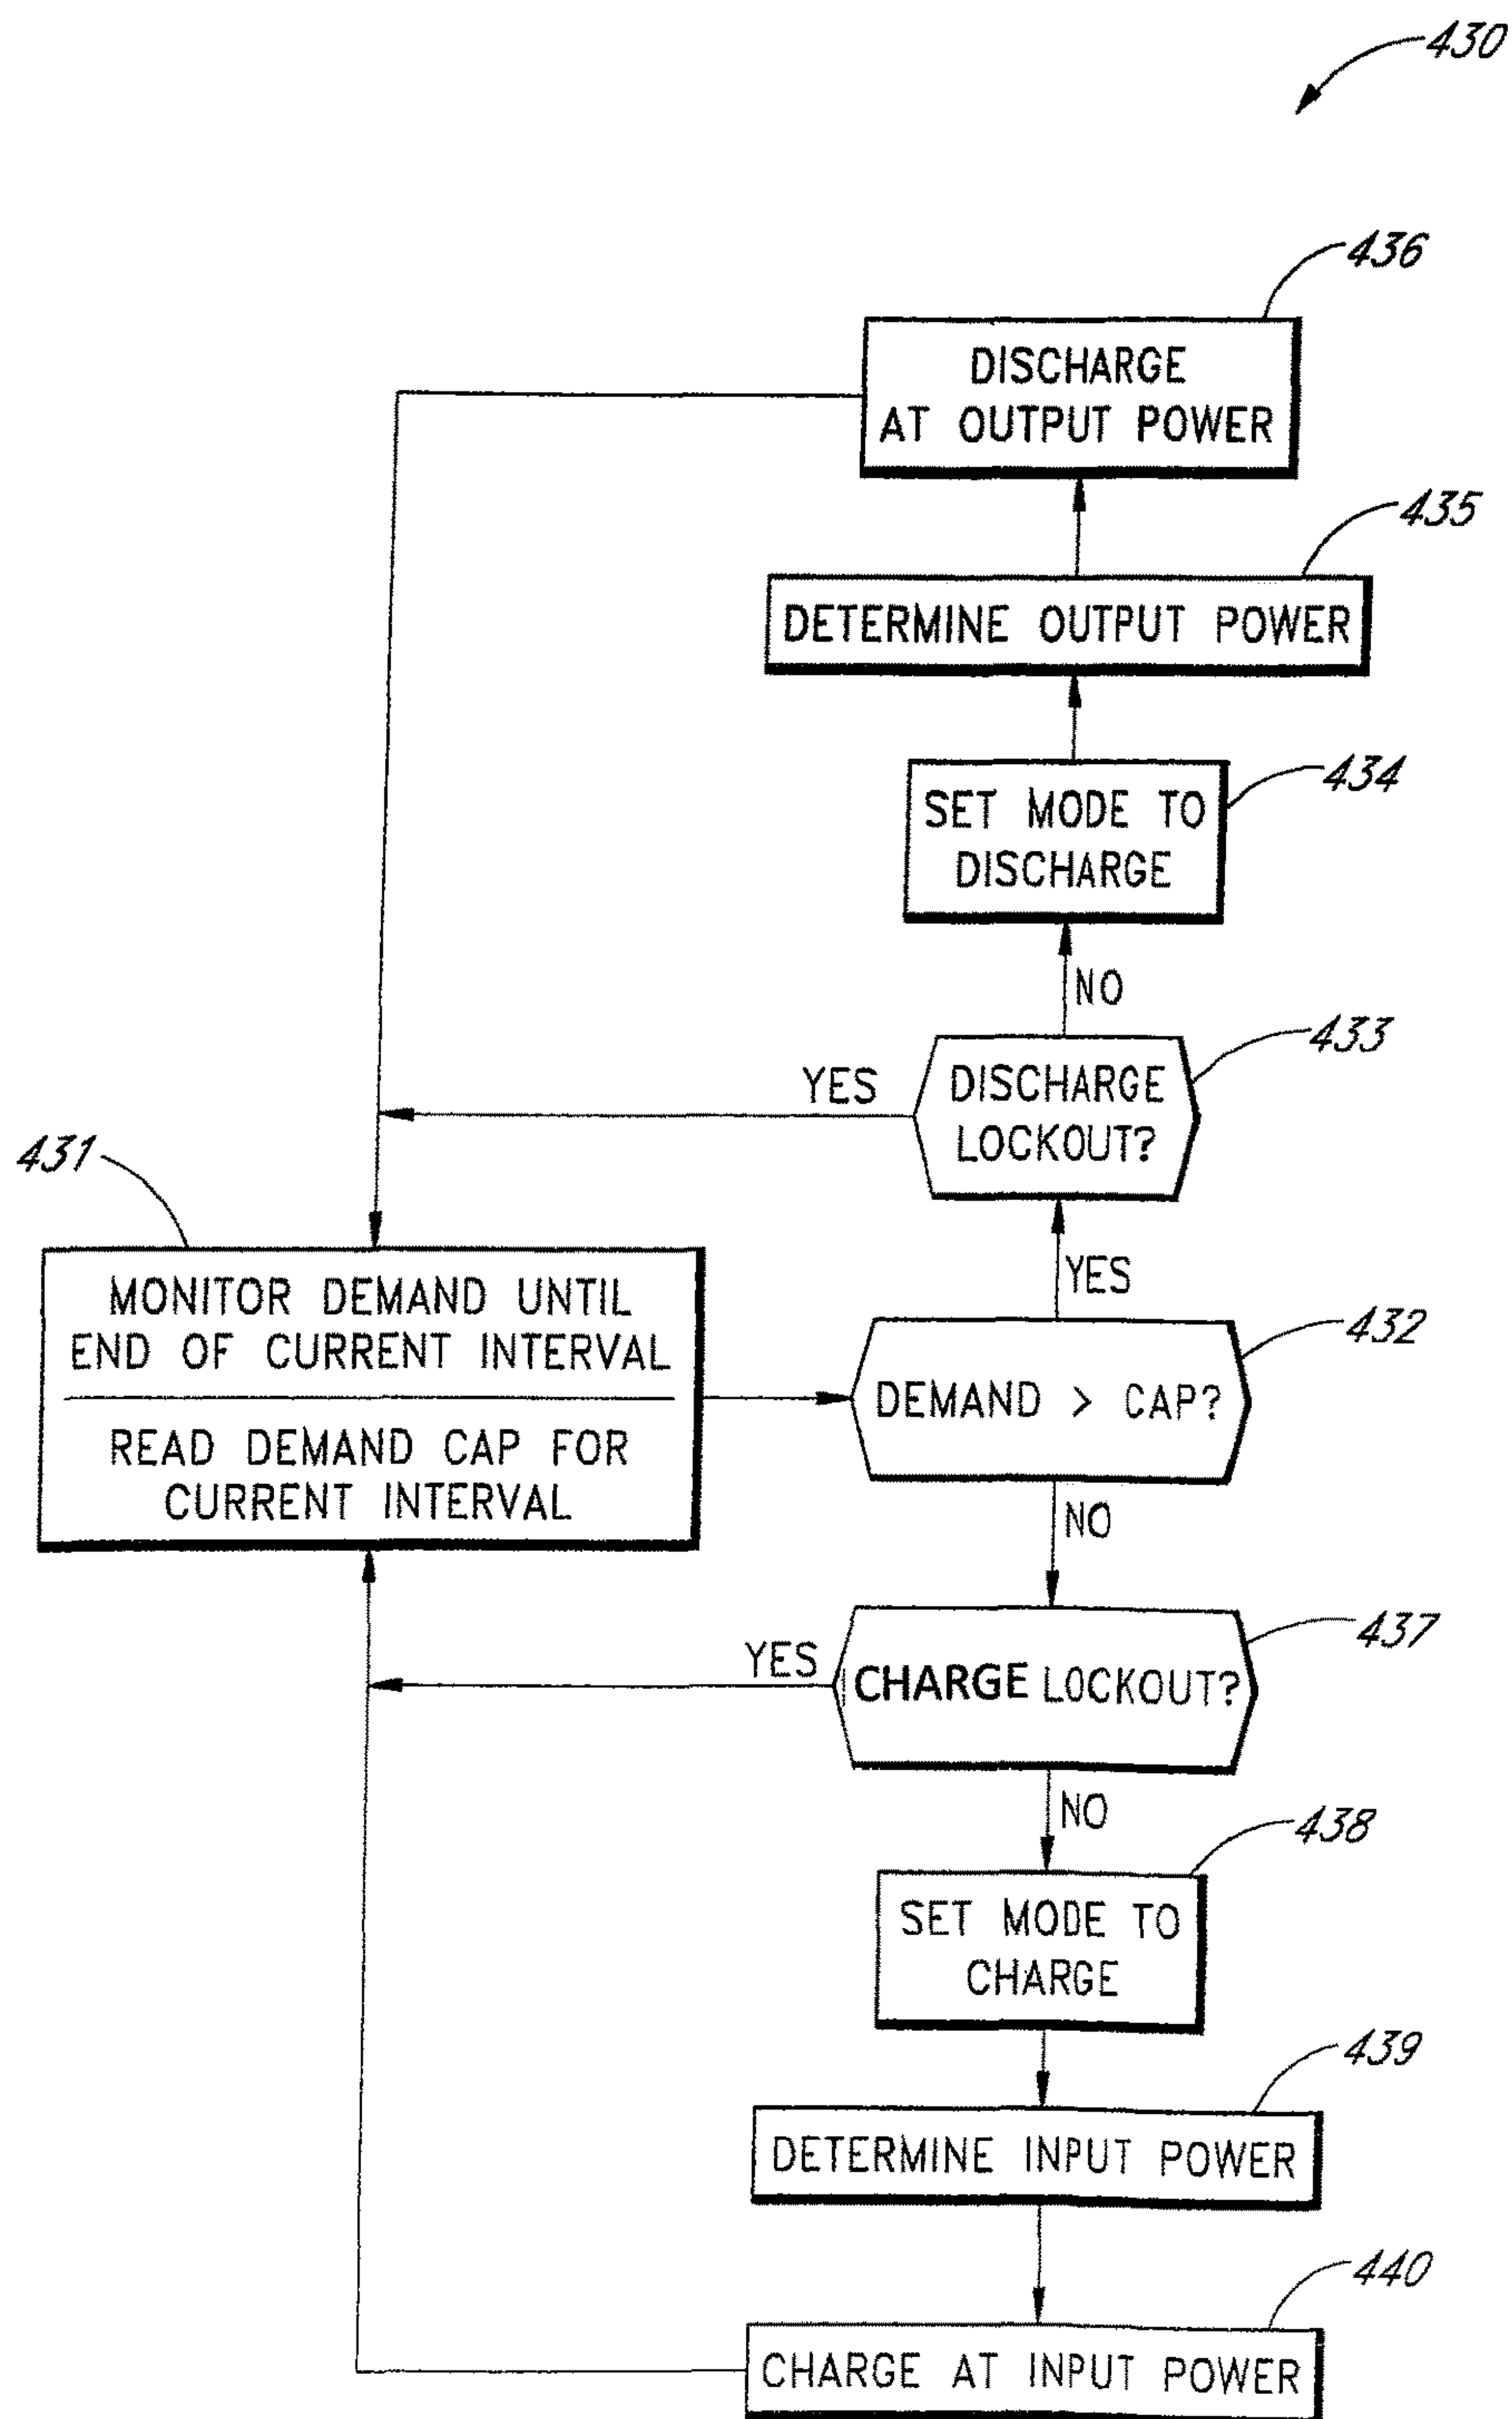 430
436
DISCHARGE
AT OUTPUT POWER
435
DETERMINE OUTPUT POWER
434
SET MODE TO
DISCHARGE
NO
433
YES
DISCHARGE
LOCKOUT?
431
YES
MONITOR DEMAND UNTIL
END OF CURRENT INTERVAL
READ DEMAND CAP FOR
CURRENT INTERVAL
432
DEMAND > CAP?
NO
437
YES
CHARGE LOCKOUT?
NO
438
SET MODE TO
CHARGE
439
DETERMINE INPUT POWER
440
CHARGE AT INPUT POWER